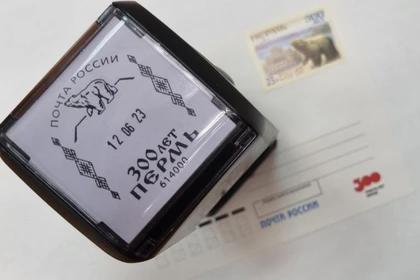 ПОЧТА РОССИИ
12 06 23
300 ЛЕТ
ПЕРМЬ
614000
300
ПОЧТА РОССИИ